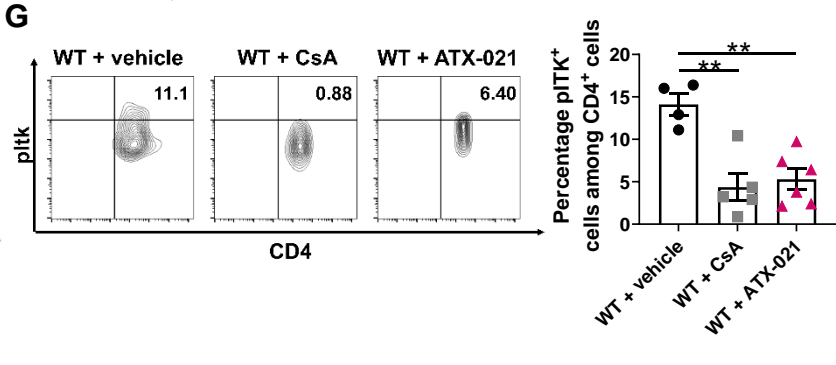 G
WT + vehicle
WT + CsA
WT + ATX-021
11.1
0.88
6.40
pItk
CD4
Percentage pITK+
cells among CD4+ cells
20
15
10
5
0
**
**
WT + vehicle
WT + CsA
WT + ATX-021